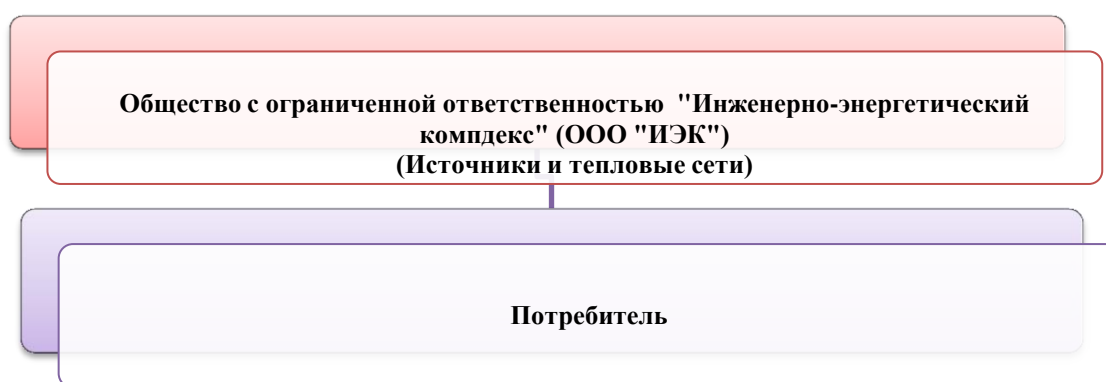 Общество с ограниченной ответственностью "Инженерно-энергетический
компдекс" (ООО "ИЭК")
(Источники и тепловые сети)
Потребитель